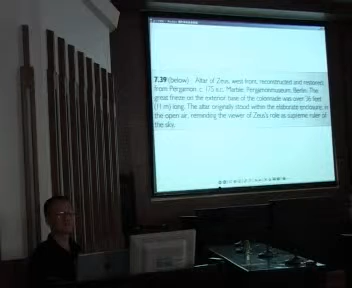 7.39 (below) Altar of Zeus, west front, reconstructed and restored,
from Pergamon. c. 175 B.C. Marble. Pergamonmuseum, Berlin. The
great frieze on the exterior base of the colonnade was over 36 feet
(11 m) long. The altar originally stood within the elaborate enclosure, in
the open air, reminding the viewer of Zeus's role as supreme ruler of
the sky.